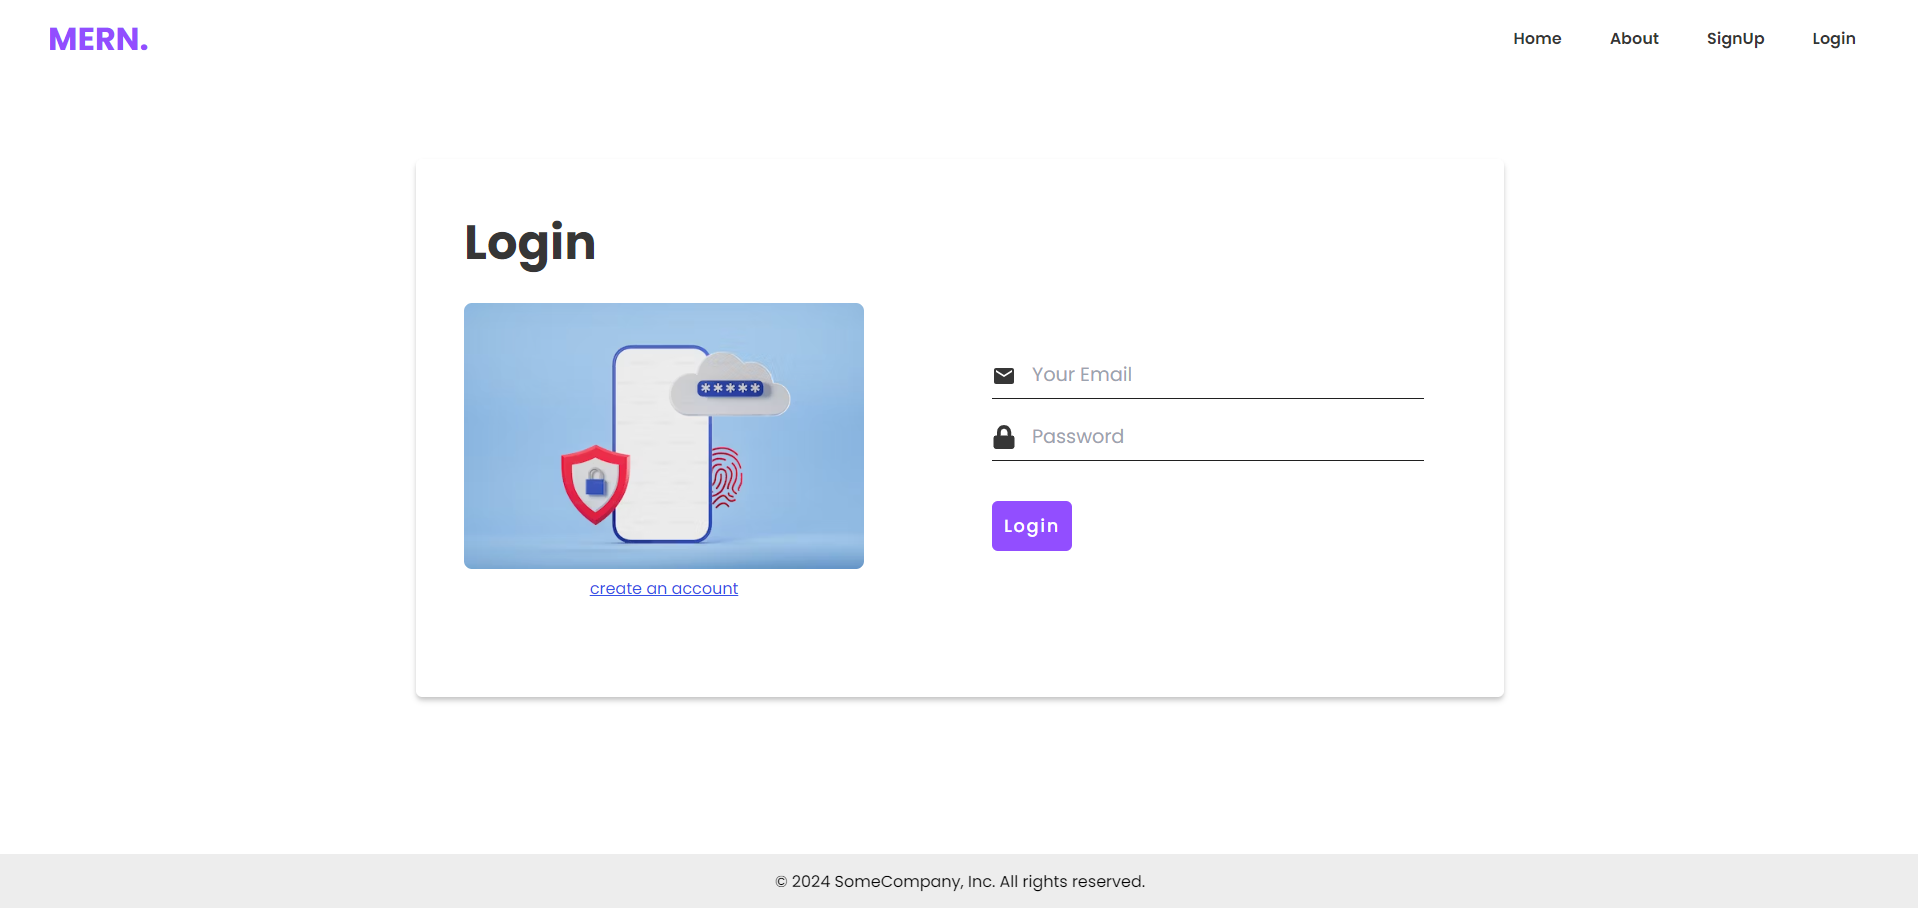 MERN.
Home About SignUp Login
Login
*****
create an account
Your Email
Password
Login
© 2024 SomeCompany, Inc. All rights reserved.